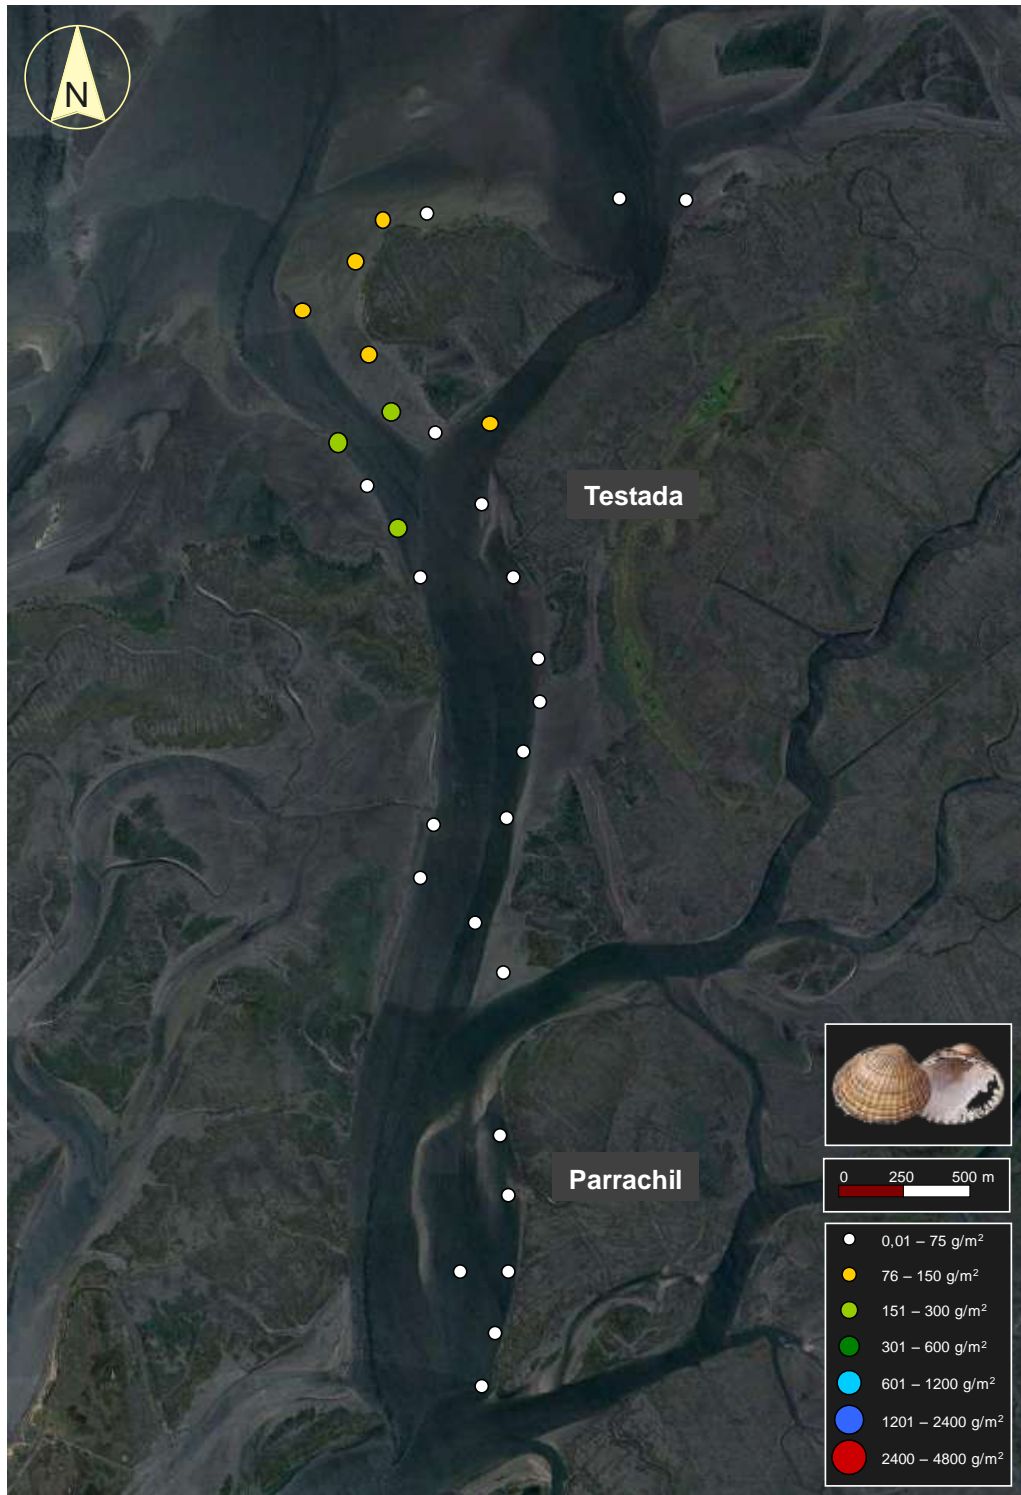 N
Testada
Parrachil
0 250 500 m
0,01 – 75 g/m²
76 – 150 g/m²
151 – 300 g/m²
301 – 600 g/m²
601 – 1200 g/m²
1201 – 2400 g/m²
2400 – 4800 g/m²